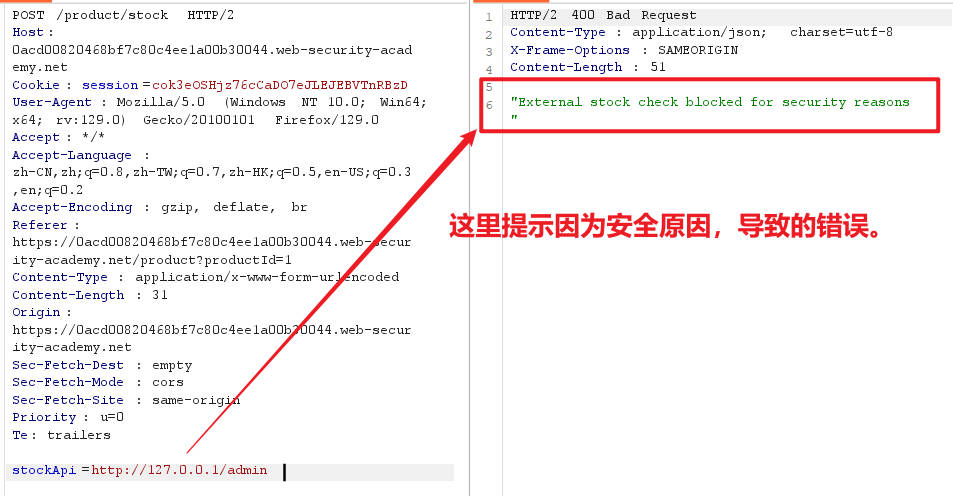 POST /product/stock HTTP/2
Host :
0acd00820468bf7c80c4ee1a00b30044.web-security-acad
emy.net
Cookie : session =cok3eOSHjz76cCaDO7eJLEJEBVTnRBzD
User-Agent : Mozilla/5.0 (Windows NT 10.0; Win64;
x64; rv:129.0) Gecko/20100101 Firefox/129.0
Accept : */*
Accept-Language :
zh-CN,zh;q=0.8,zh-TW;q=0.7,zh-HK;q=0.5,en-US;q=0.3
,en;q=0.2
Accept-Encoding : gzip, deflate, br
Referer :
https://0acd00820468bf7c80c4ee1a00b30044.web-secur
ity-academy.net/product?productId=1
Content-Type : application/x-www-form-urlencoded
Content-Length : 31
Origin :
https://0acd00820468bf7c80c4ee1a00b30044.web-secur
ity-academy.net
Sec-Fetch-Dest : empty
Sec-Fetch-Mode : cors
Sec-Fetch-Site : same-origin
Priority : u=0
Te: trailers
stockApi =http://127.0.0.1/admin
1 HTTP/2 400 Bad Request
2 Content-Type : application/json; charset=utf-8
3 X-Frame-Options : SAMEORIGIN
4 Content-Length : 51
5
6 "External stock check blocked for security reasons
"
这里提示因为安全原因，导致的错误。